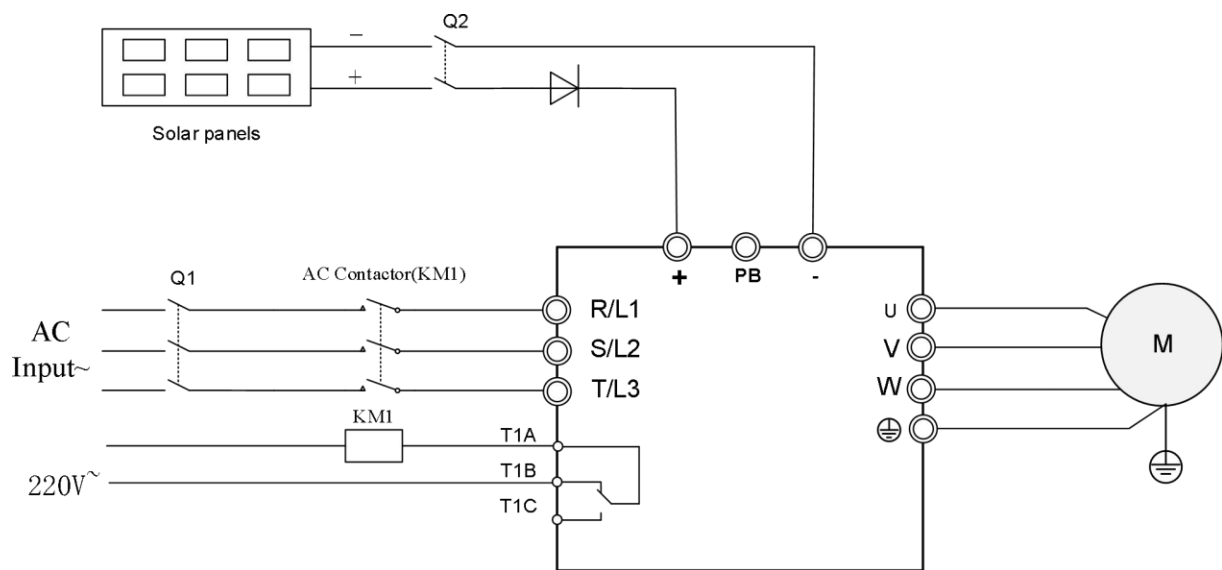 Q2
−
+
Solar panels
+
PB
-
Q1
AC Contactor(KM1)
AC
Input~
R/L1
S/L2
T/L3
U
V
W
M
KM1
T1A
T1B
T1C
220V~